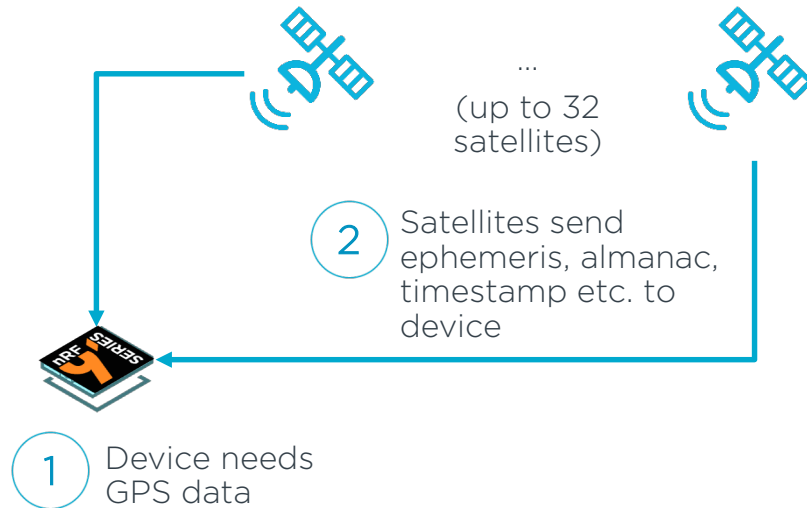 ...
(up to 32
satellites)
2
Satellites send
ephemeris, almanac,
timestamp etc. to
device
nRF
91
SERIES
1
Device needs
GPS data